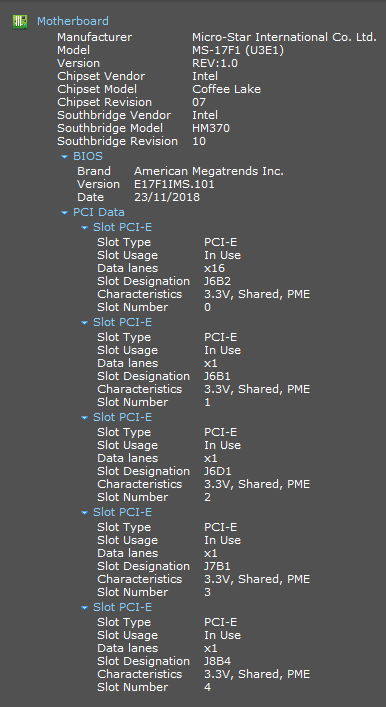 Motherboard
Manufacturer Micro-Star International Co. Ltd.
Model MS-17F1 (U3E1)
Version REV:1.0
Chipset Vendor Intel
Chipset Model Coffee Lake
Chipset Revision 07
Southbridge Vendor Intel
Southbridge Model HM370
Southbridge Revision 10
BIOS
Brand American Megatrends Inc.
Version E17F1IMS.101
Date 23/11/2018
PCI Data
Slot PCI-E
Slot Type PCI-E
Slot Usage In Use
Data lanes x16
Slot Designation J6B2
Characteristics 3.3V, Shared, PME
Slot Number 0
Slot PCI-E
Slot Type PCI-E
Slot Usage In Use
Data lanes x1
Slot Designation J6B1
Characteristics 3.3V, Shared, PME
Slot Number 1
Slot PCI-E
Slot Type PCI-E
Slot Usage In Use
Data lanes x1
Slot Designation J6D1
Characteristics 3.3V, Shared, PME
Slot Number 2
Slot PCI-E
Slot Type PCI-E
Slot Usage In Use
Data lanes x1
Slot Designation J7B1
Characteristics 3.3V, Shared, PME
Slot Number 3
Slot PCI-E
Slot Type PCI-E
Slot Usage In Use
Data lanes x1
Slot Designation J8B4
Characteristics 3.3V, Shared, PME
Slot Number 4